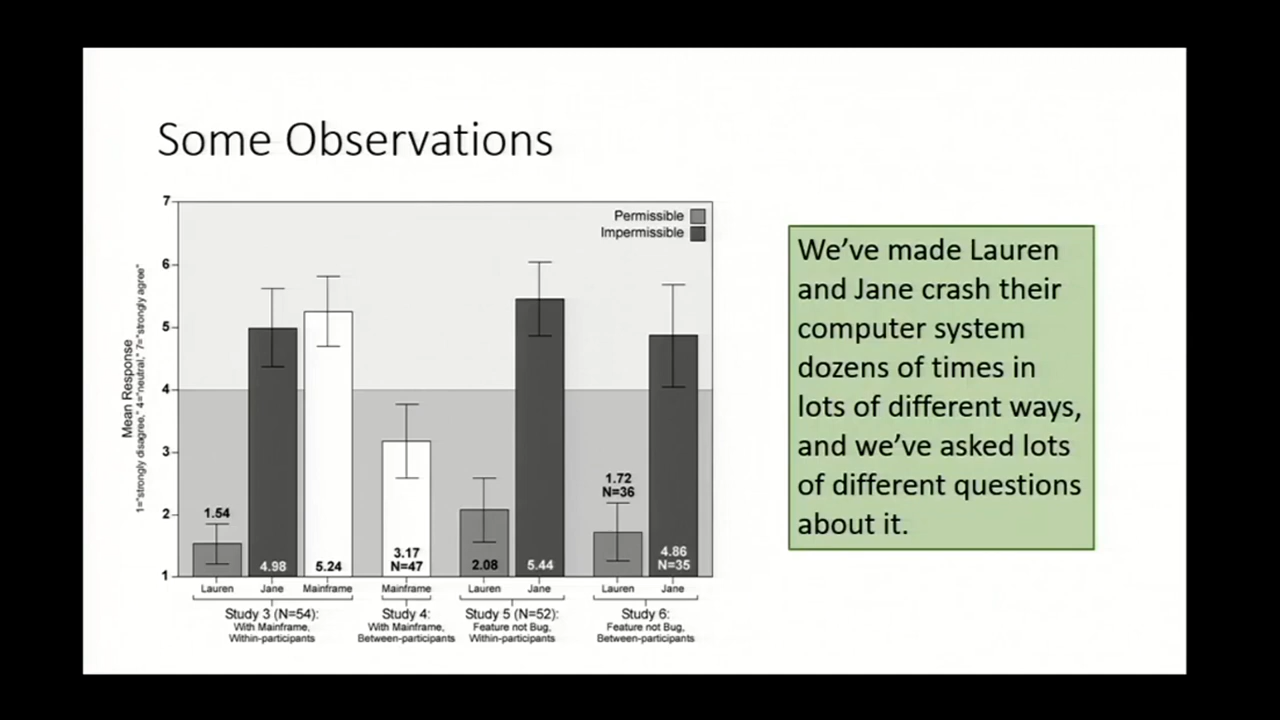 Some Observations
7
6
5
4
3
2
1
Mean Response
1="strongly disagree," 4="neutral," 7="strongly agree"
Permissible
Impermissible
1.54
4.98
5.24
3.17
N=47
2.08
5.44
1.72
N=36
4.86
N=35
Lauren
Jane
Mainframe
Mainframe
Lauren
Jane
Lauren
Jane
Study 3 (N=54):
With Mainframe,
Within-participants
Study 4:
With Mainframe,
Between-participants
Study 5 (N=52):
Feature not Bug,
Within-participants
Study 6:
Feature not Bug,
Between-participants
We’ve made Lauren
and Jane crash their
computer system
dozens of times in
lots of different ways,
and we’ve asked lots
of different questions
about it.